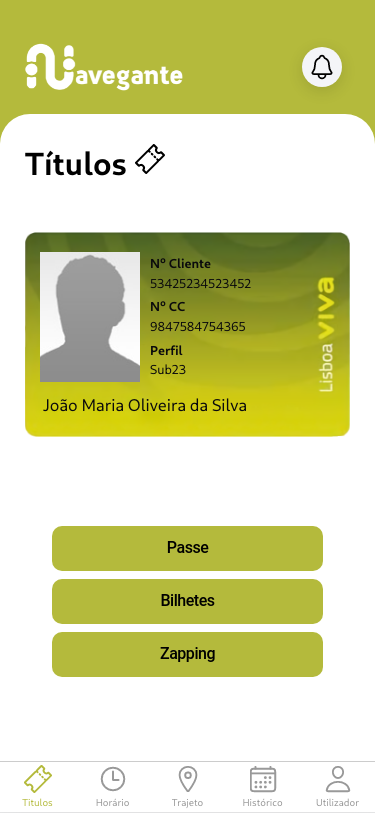 Navegante
Títulos
Nº Cliente
53425234523452
Nº CC
9847584754365
Perfil
Sub23
João Maria Oliveira da Silva
Lisboa viva
Passe
Bilhetes
Zapping
Titulos
Horário
Trajeto
Histórico
Utilizador